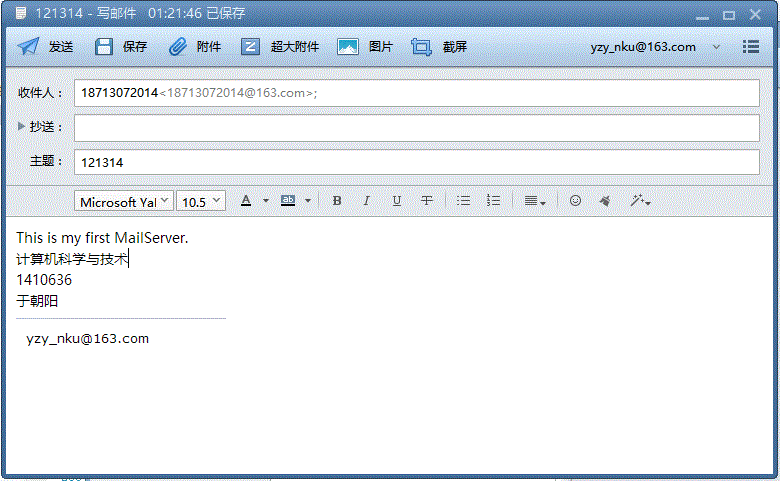 121314 - 写邮件 01:21:46 已保存
发送 保存 附件 超大附件 图片 截屏 yzy_nku@163.com
收件人： 18713072014<18713072014@163.com>;
抄送：
主题： 121314
Microsoft Yal 10.5 A ab B I U T
This is my first MailServer.
计算机科学与技术
1410636
于朝阳
yzy_nku@163.com